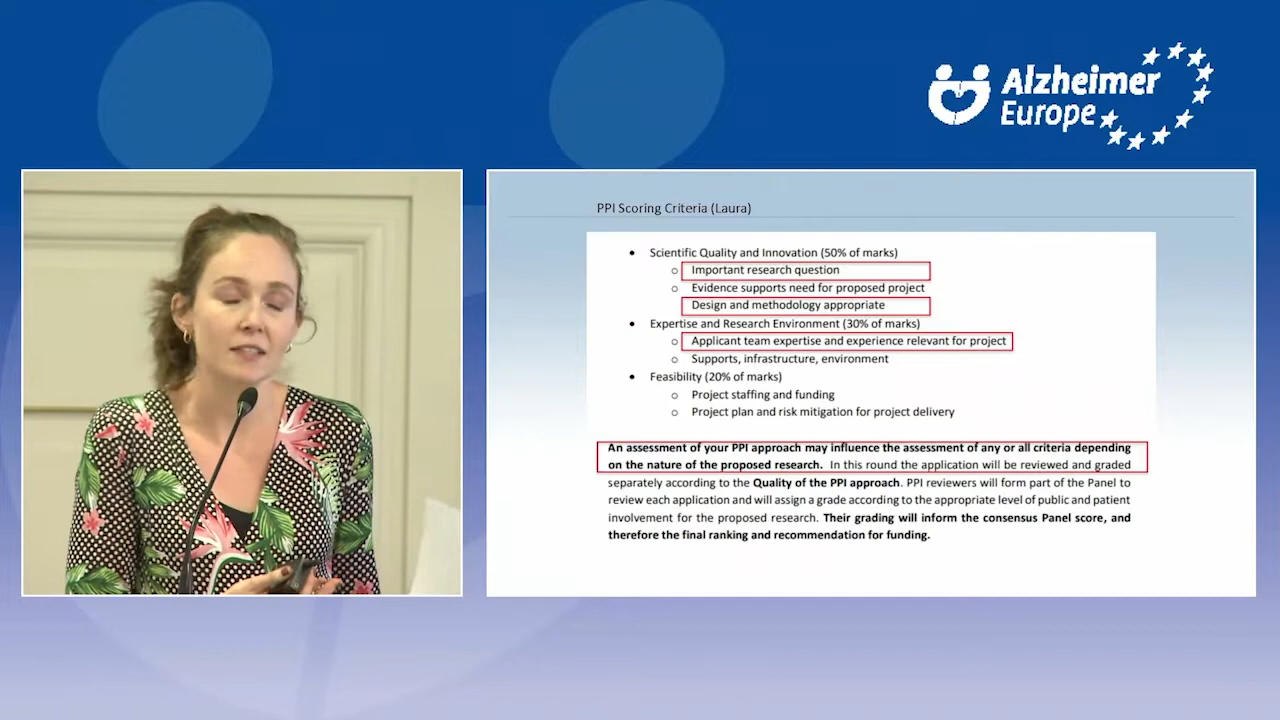 Alzheimer
Europe
PPI Scoring Criteria (Laura)
• Scientific Quality and Innovation (50% of marks)
o Important research question
o Evidence supports need for proposed project
Design and methodology appropriate
• Expertise and Research Environment (30% of marks)
o Applicant team expertise and experience relevant for project
o Supports, infrastructure, environment
• Feasibility (20% of marks)
o Project staffing and funding
o Project plan and risk mitigation for project delivery
An assessment of your PPI approach may influence the assessment of any or all criteria depending
on the nature of the proposed research. In this round the application will be reviewed and graded
separately according to the Quality of the PPI approach. PPI reviewers will form part of the Panel to
review each application and will assign a grade according to the appropriate level of public and patient
involvement for the proposed research. Their grading will inform the consensus Panel score, and
therefore the final ranking and recommendation for funding.